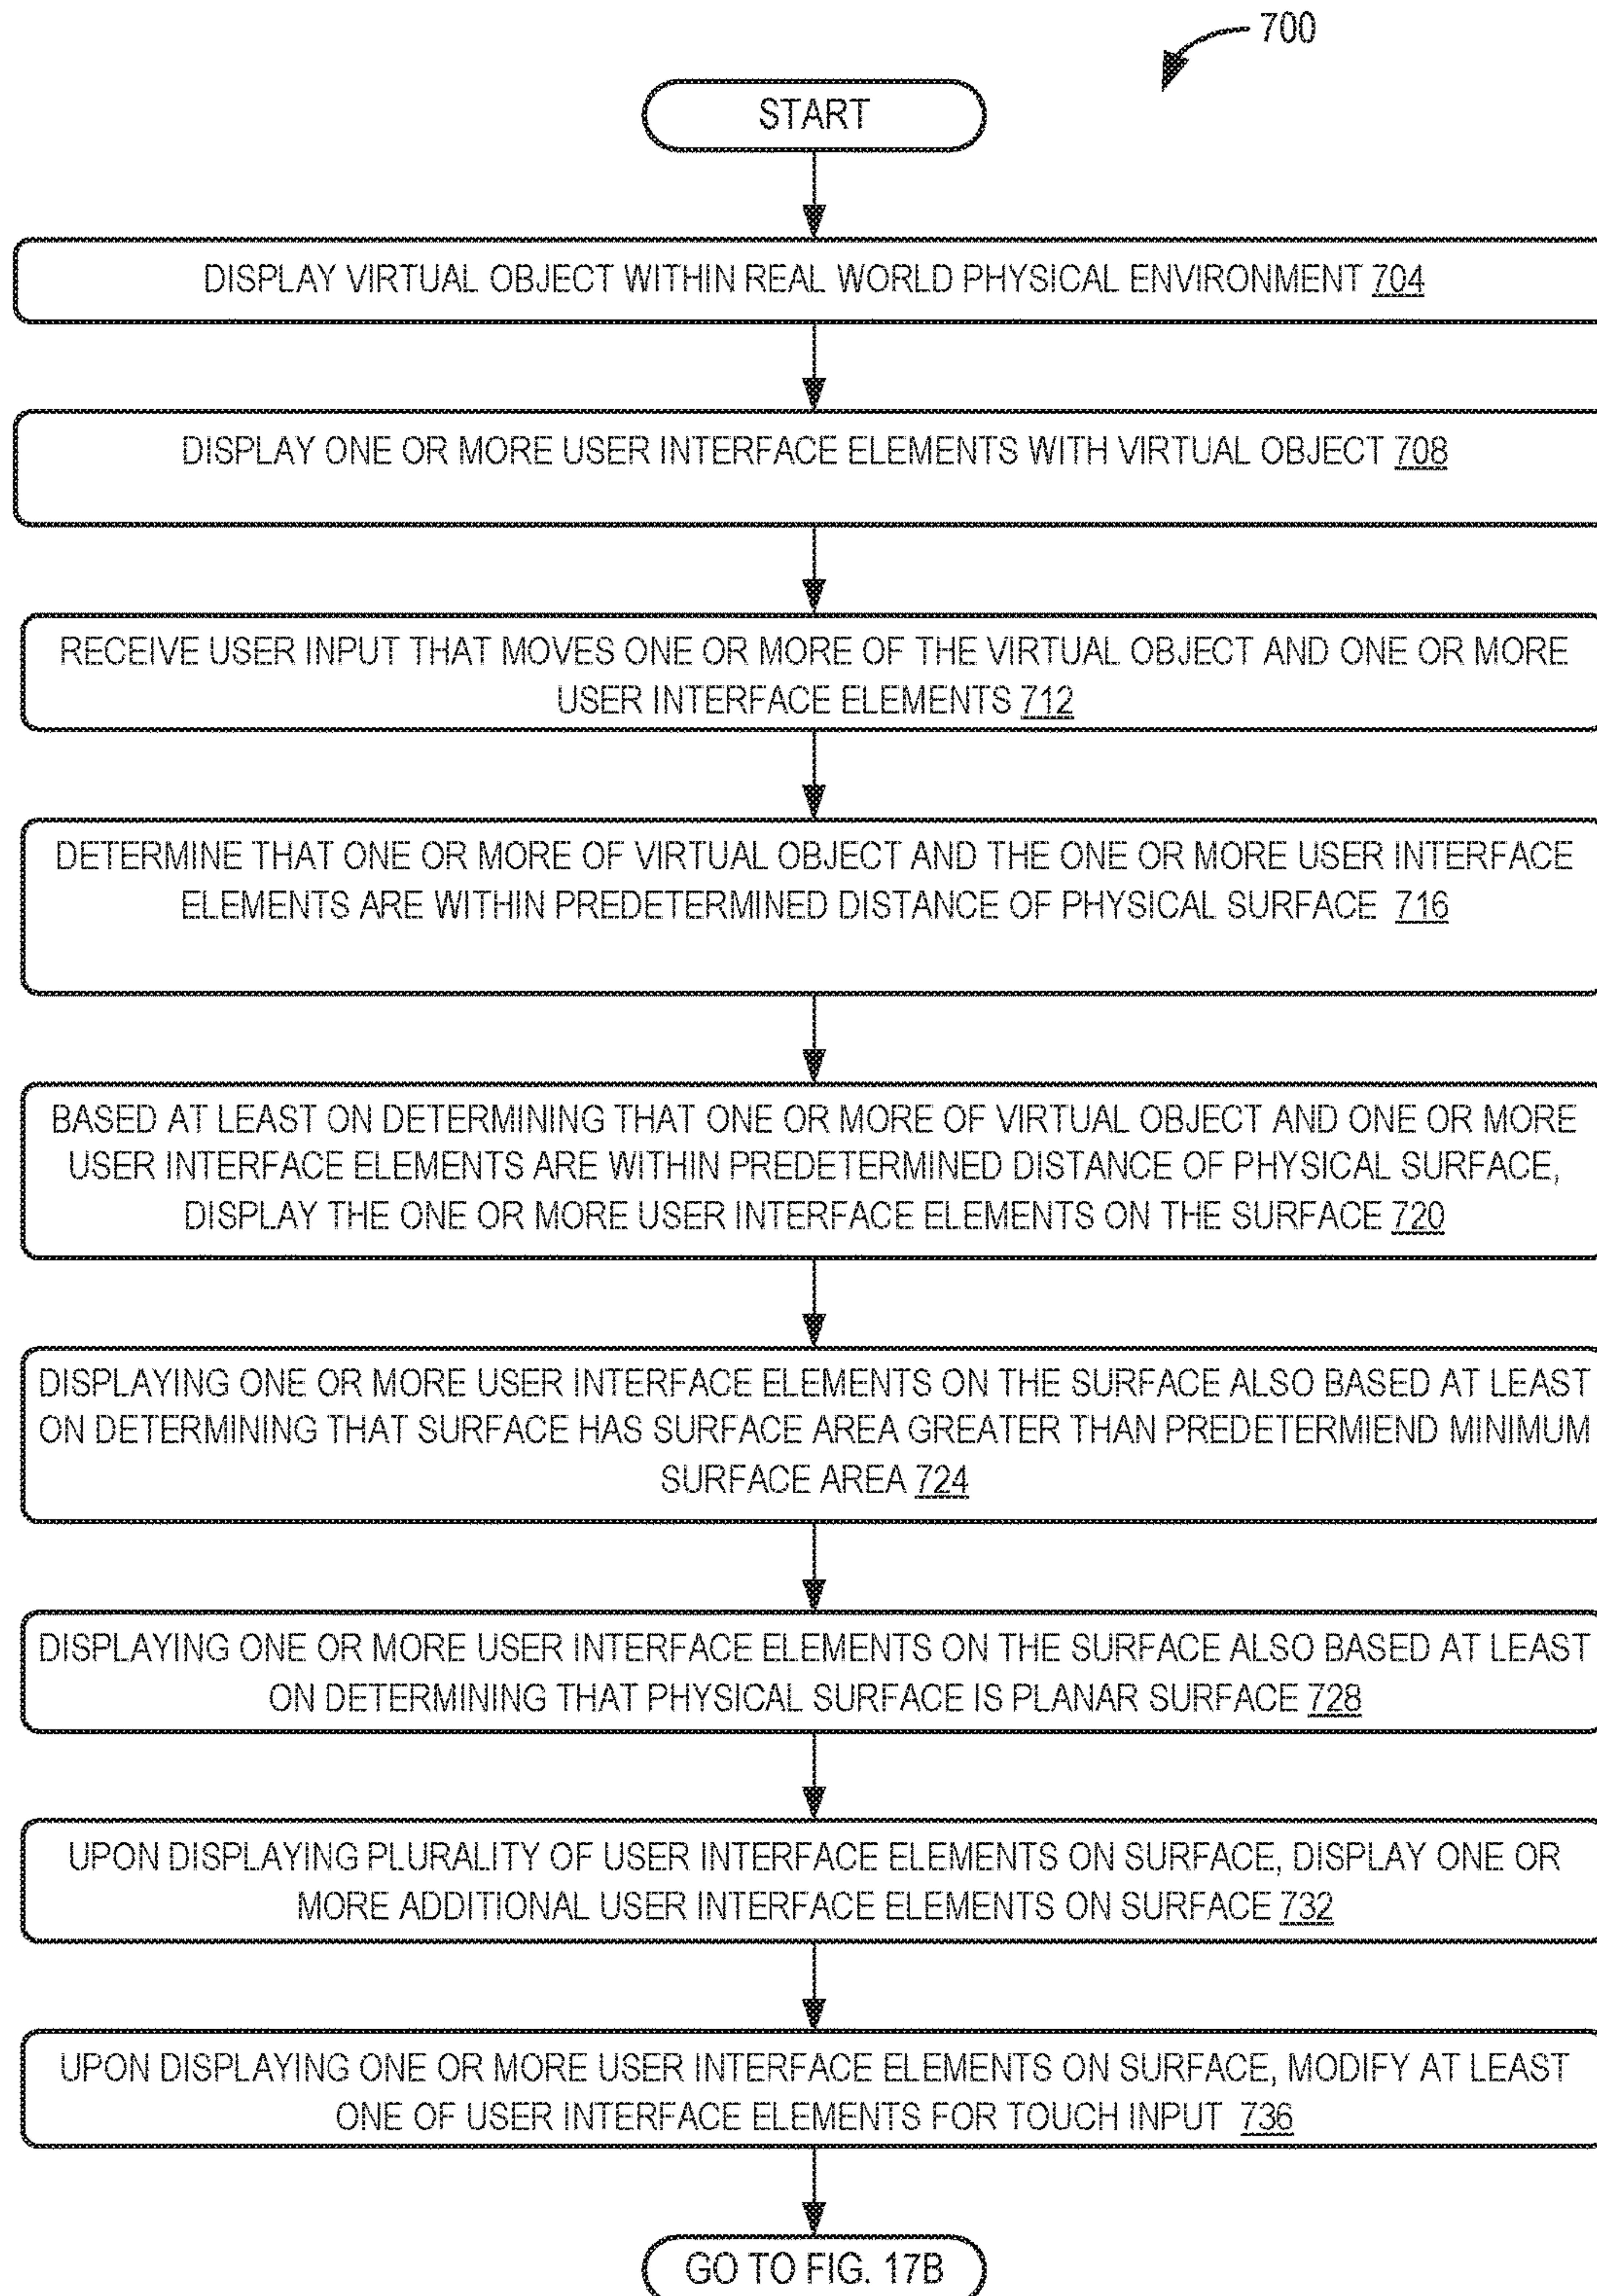 700
START
DISPLAY VIRTUAL OBJECT WITHIN REAL WORLD PHYSICAL ENVIRONMENT 704
DISPLAY ONE OR MORE USER INTERFACE ELEMENTS WITH VIRTUAL OBJECT 708
RECEIVE USER INPUT THAT MOVES ONE OR MORE OF THE VIRTUAL OBJECT AND ONE OR MORE
USER INTERFACE ELEMENTS 712
DETERMINE THAT ONE OR MORE OF VIRTUAL OBJECT AND THE ONE OR MORE USER INTERFACE
ELEMENTS ARE WITHIN PREDETERMINED DISTANCE OF PHYSICAL SURFACE 716
BASED AT LEAST ON DETERMINING THAT ONE OR MORE OF VIRTUAL OBJECT AND ONE OR MORE
USER INTERFACE ELEMENTS ARE WITHIN PREDETERMINED DISTANCE OF PHYSICAL SURFACE,
DISPLAY THE ONE OR MORE USER INTERFACE ELEMENTS ON THE SURFACE 720
DISPLAYING ONE OR MORE USER INTERFACE ELEMENTS ON THE SURFACE ALSO BASED AT LEAST
ON DETERMINING THAT SURFACE HAS SURFACE AREA GREATER THAN PREDETERMIEND MINIMUM
SURFACE AREA 724
DISPLAYING ONE OR MORE USER INTERFACE ELEMENTS ON THE SURFACE ALSO BASED AT LEAST
ON DETERMINING THAT PHYSICAL SURFACE IS PLANAR SURFACE 728
UPON DISPLAYING PLURALITY OF USER INTERFACE ELEMENTS ON SURFACE, DISPLAY ONE OR
MORE ADDITIONAL USER INTERFACE ELEMENTS ON SURFACE 732
UPON DISPLAYING ONE OR MORE USER INTERFACE ELEMENTS ON SURFACE, MODIFY AT LEAST
ONE OF USER INTERFACE ELEMENTS FOR TOUCH INPUT 736
GO TO FIG. 17B